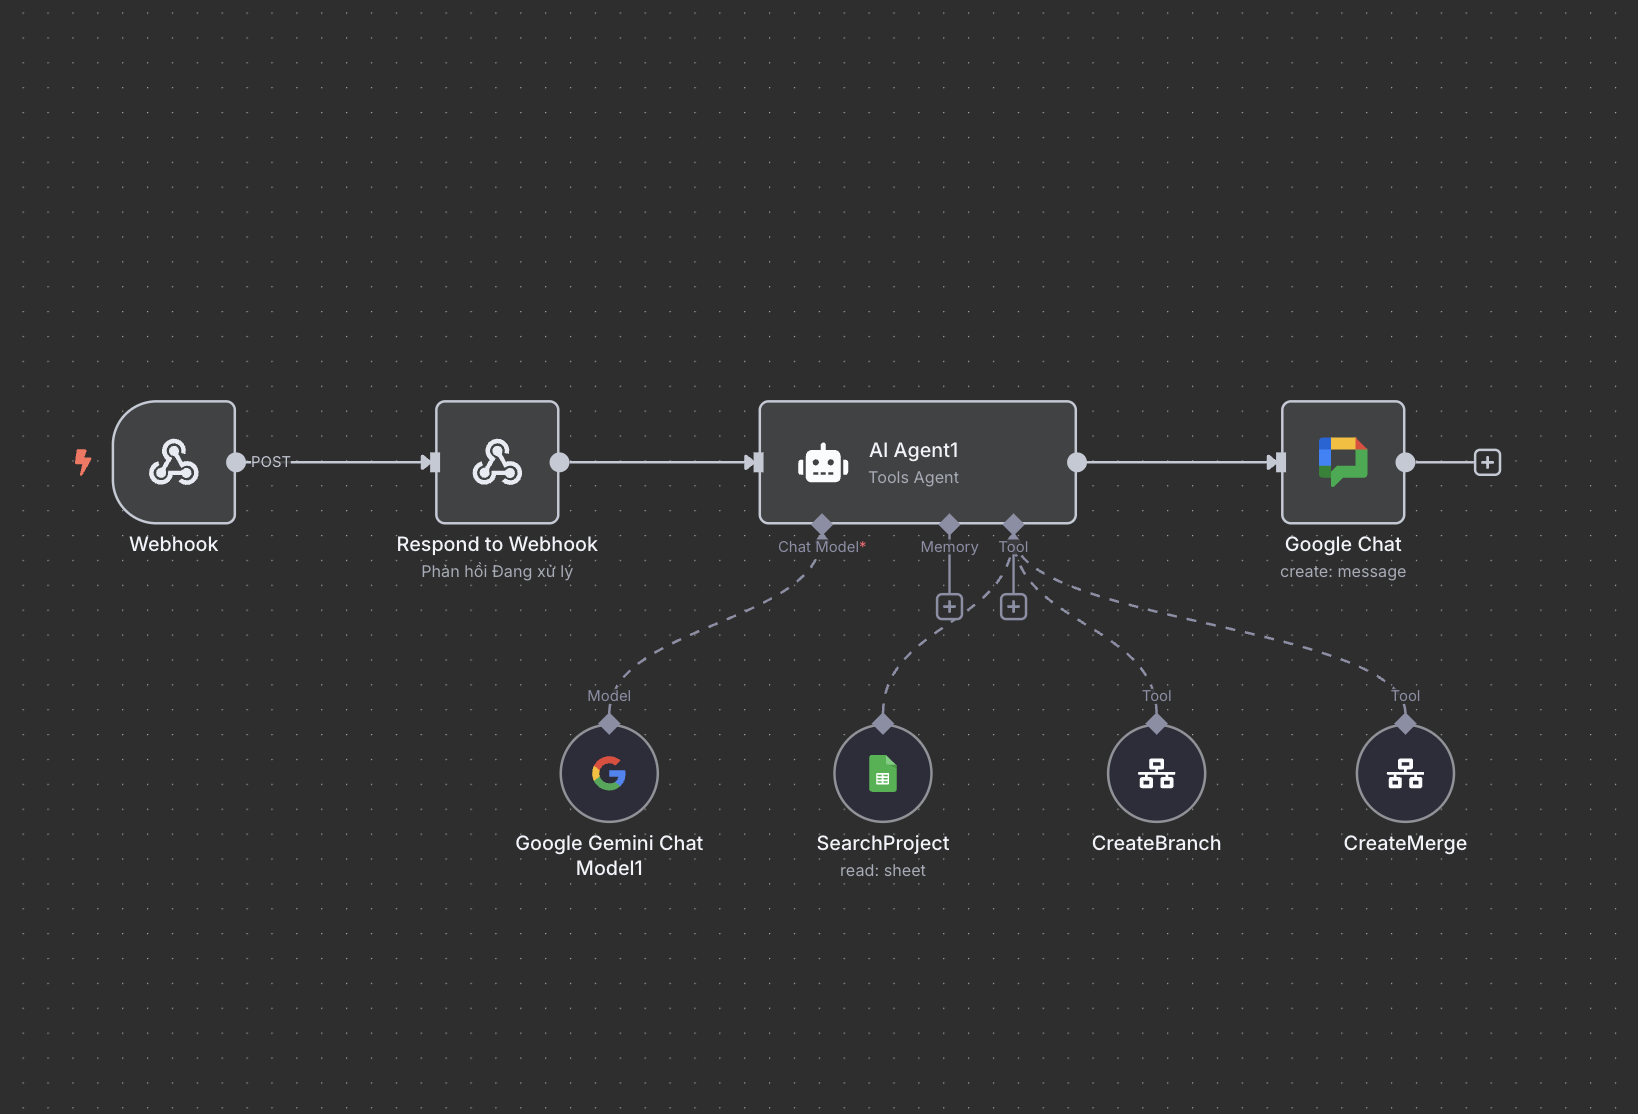 POST
AI Agent1
Tools Agent
Webhook
Respond to Webhook
Phản hồi Đang xử lý
Chat Model*
Memory
Tool
Google Chat
create: message
Model
Tool
Tool
Google Gemini Chat
Model1
SearchProject
read: sheet
CreateBranch
CreateMerge